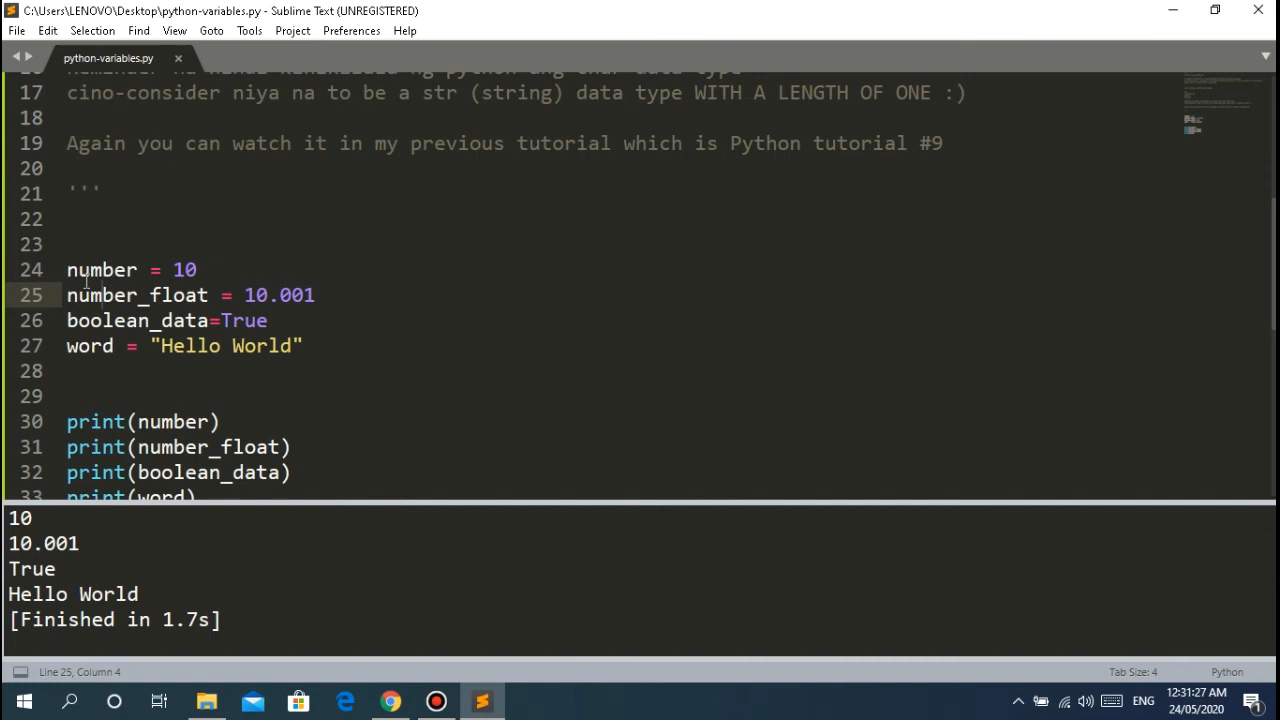 C:\Users\LENOVO\Desktop\python-variables.py - Sublime Text (UNREGISTERED)
File Edit Selection Find View Goto Tools Project Preferences Help
python-variables.py
17 cino-consider niya na to be a str (string) data type WITH A LENGTH OF ONE :)
18
19 Again you can watch it in my previous tutorial which is Python tutorial #9
20
21 '''
22
23
24 number = 10
25 number_float = 10.001
26 boolean_data=True
27 word = "Hello World"
28
29
30 print(number)
31 print(number_float)
32 print(boolean_data)
33 print(word)
10
10.001
True
Hello World
[Finished in 1.7s]
Line 25, Column 4 Tab Size: 4 Python
ENG 12:31:27 AM
24/05/2020 1